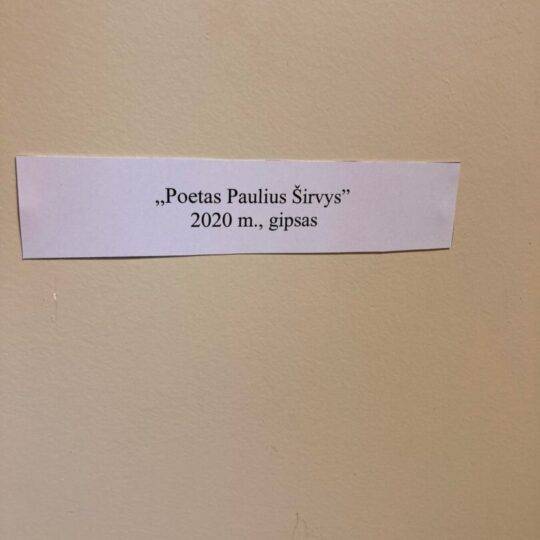 „Poetas Paulius Širvys”
2020 m., gipsas